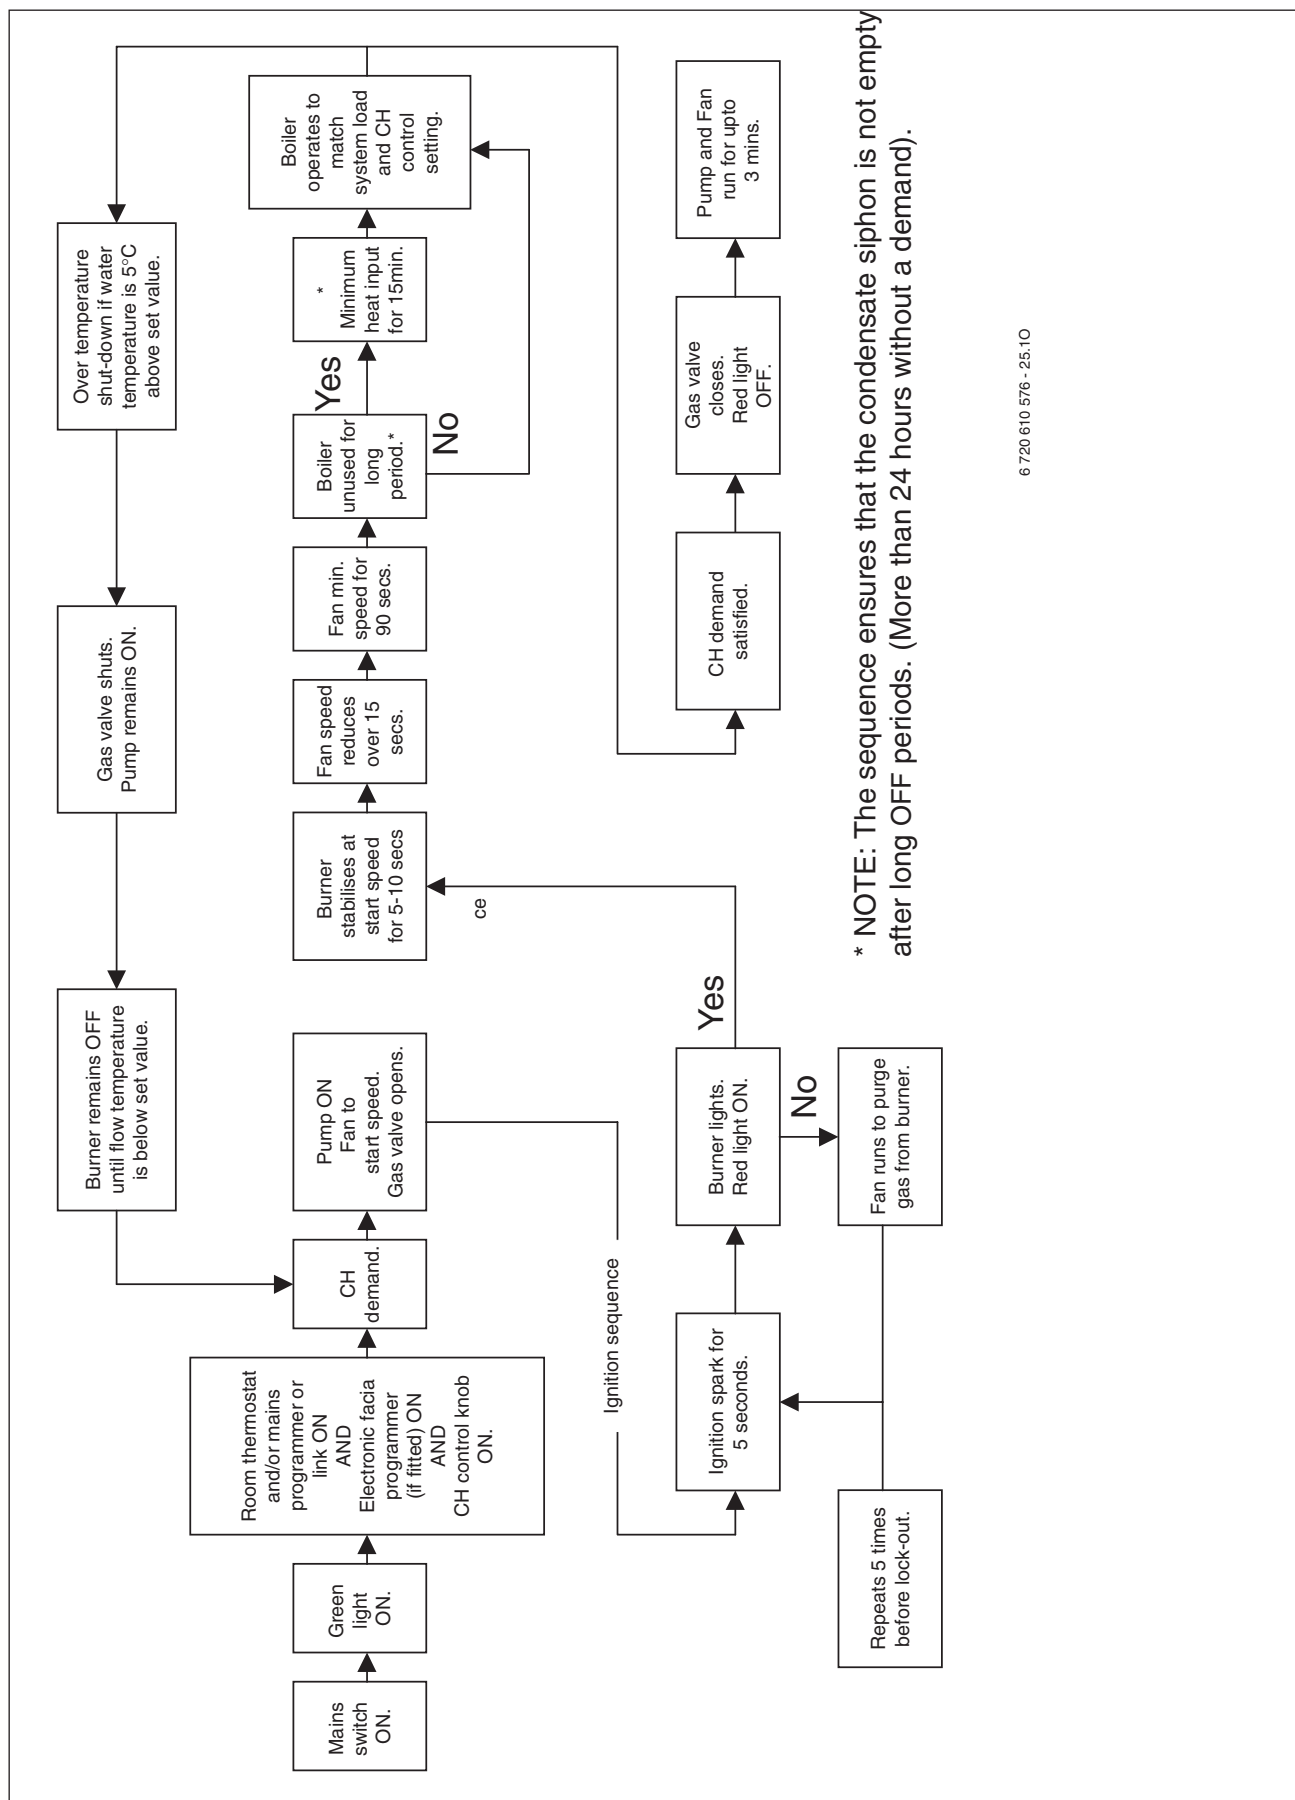 Over temperature
shut-down if water
temperature is 5°C
above set value.
Gas valve shuts.
Pump remains ON.
Burner remains OFF
until flow temperature
is below set value.
Mains
switch
ON.
Green
light
ON.
Room thermostat
and/or mains
programmer or
link ON
AND
Electronic facia
programmer
(if fitted) ON
AND
CH control knob
ON.
CH
demand.
Pump ON
Fan to
start speed.
Gas valve opens.
Burner
stabilises at
start speed
for 5-10 secs
Fan speed
reduces
over 15
secs.
Fan min.
speed for
90 secs.
Boiler
unused for
long
period.*
Yes
No
*
Minimum
heat input
for 15min.
Boiler
operates to
match
system load
and CH
control
setting.
Ignition sequence
ce
Ignition spark for
5 seconds.
Burner lights.
Red light ON.
Yes
No
CH demand
satisfied.
Gas valve
closes.
Red light
OFF.
Pump and Fan
run for upto
3 mins.
Repeats 5 times
before lock-out.
Fan runs to purge
gas from burner.
* NOTE: The sequence ensures that the condensate siphon is not empty
after long OFF periods. (More than 24 hours without a demand).
6 720 610 576 - 25.1O